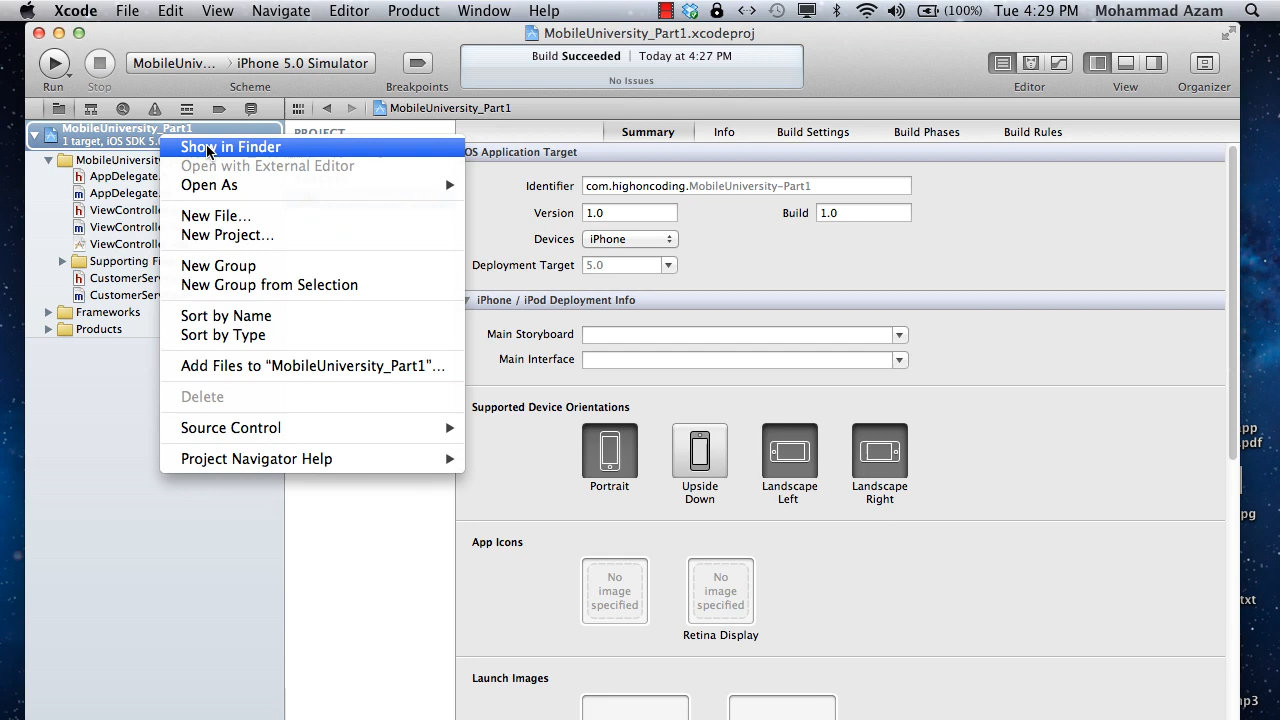 Xcode File Edit View Navigate Editor Product Window Help (100%) Tue 4:29 PM Mohammad Azam
MobileUniversity_Part1.xcodeproj
MobileUniv... iPhone 5.0 Simulator
Build Succeeded Today at 4:27 PM
No Issues
Run Stop Scheme Breakpoints Editor View Organizer
MobileUniversity_Part1
MobileUniversity_Part1
1 target, iOS SDK 5.
MobileUniversit
AppDelegate.
AppDelegate.
ViewControlle
ViewControlle
ViewControlle
Supporting Fi
CustomerServ
CustomerServ
Frameworks
Products
Show in Finder
Open with External Editor
Open As
New File...
New Project...
New Group
New Group from Selection
Sort by Name
Sort by Type
Add Files to “MobileUniversity_Part1”...
Delete
Source Control
Project Navigator Help
PROJECT
Summary Info Build Settings Build Phases Build Rules
OS Application Target
Identifier com.highoncoding.MobileUniversity-Part1
Version 1.0 Build 1.0
Devices iPhone
Deployment Target 5.0
iPhone / iPod Deployment Info
Main Storyboard
Main Interface
Supported Device Orientations
Portrait
Upside
Down
Landscape
Left
Landscape
Right
App Icons
No
image
specified
No
image
specified
Retina Display
Launch Images
pp
pdf
pg
txt
np3